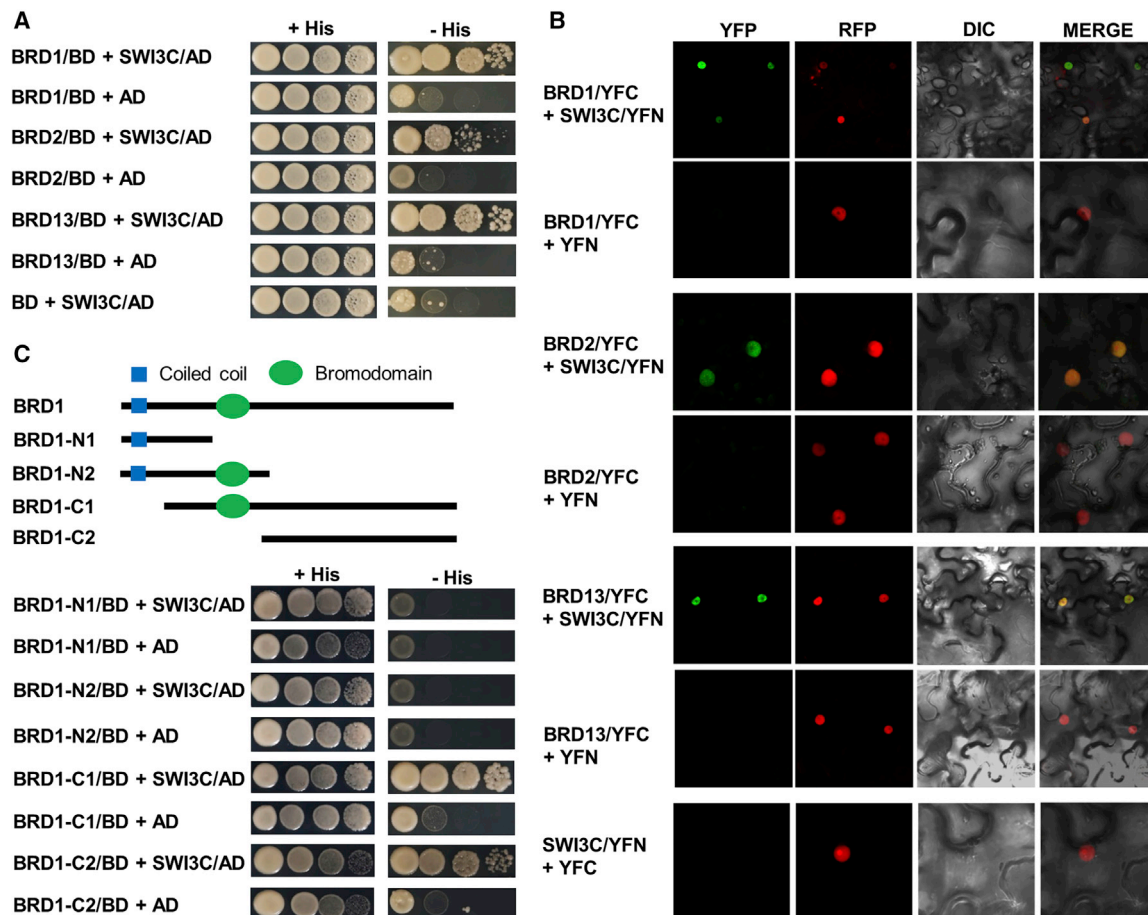 A
+ His
- His
BRD1/BD + SWI3C/AD
BRD1/BD + AD
BRD2/BD + SWI3C/AD
BRD2/BD + AD
BRD13/BD + SWI3C/AD
BRD13/BD + AD
BD + SWI3C/AD
C
Coiled coil
Bromodomain
BRD1
BRD1-N1
BRD1-N2
BRD1-C1
BRD1-C2
+ His
- His
BRD1-N1/BD + SWI3C/AD
BRD1-N1/BD + AD
BRD1-N2/BD + SWI3C/AD
BRD1-N2/BD + AD
BRD1-C1/BD + SWI3C/AD
BRD1-C1/BD + AD
BRD1-C2/BD + SWI3C/AD
BRD1-C2/BD + AD
B
YFP
RFP
DIC
MERGE
BRD1/YFC
+ SWI3C/YFN
BRD1/YFC
+ YFN
BRD2/YFC
+ SWI3C/YFN
BRD2/YFC
+ YFN
BRD13/YFC
+ SWI3C/YFN
BRD13/YFC
+ YFN
SWI3C/YFN
+ YFC